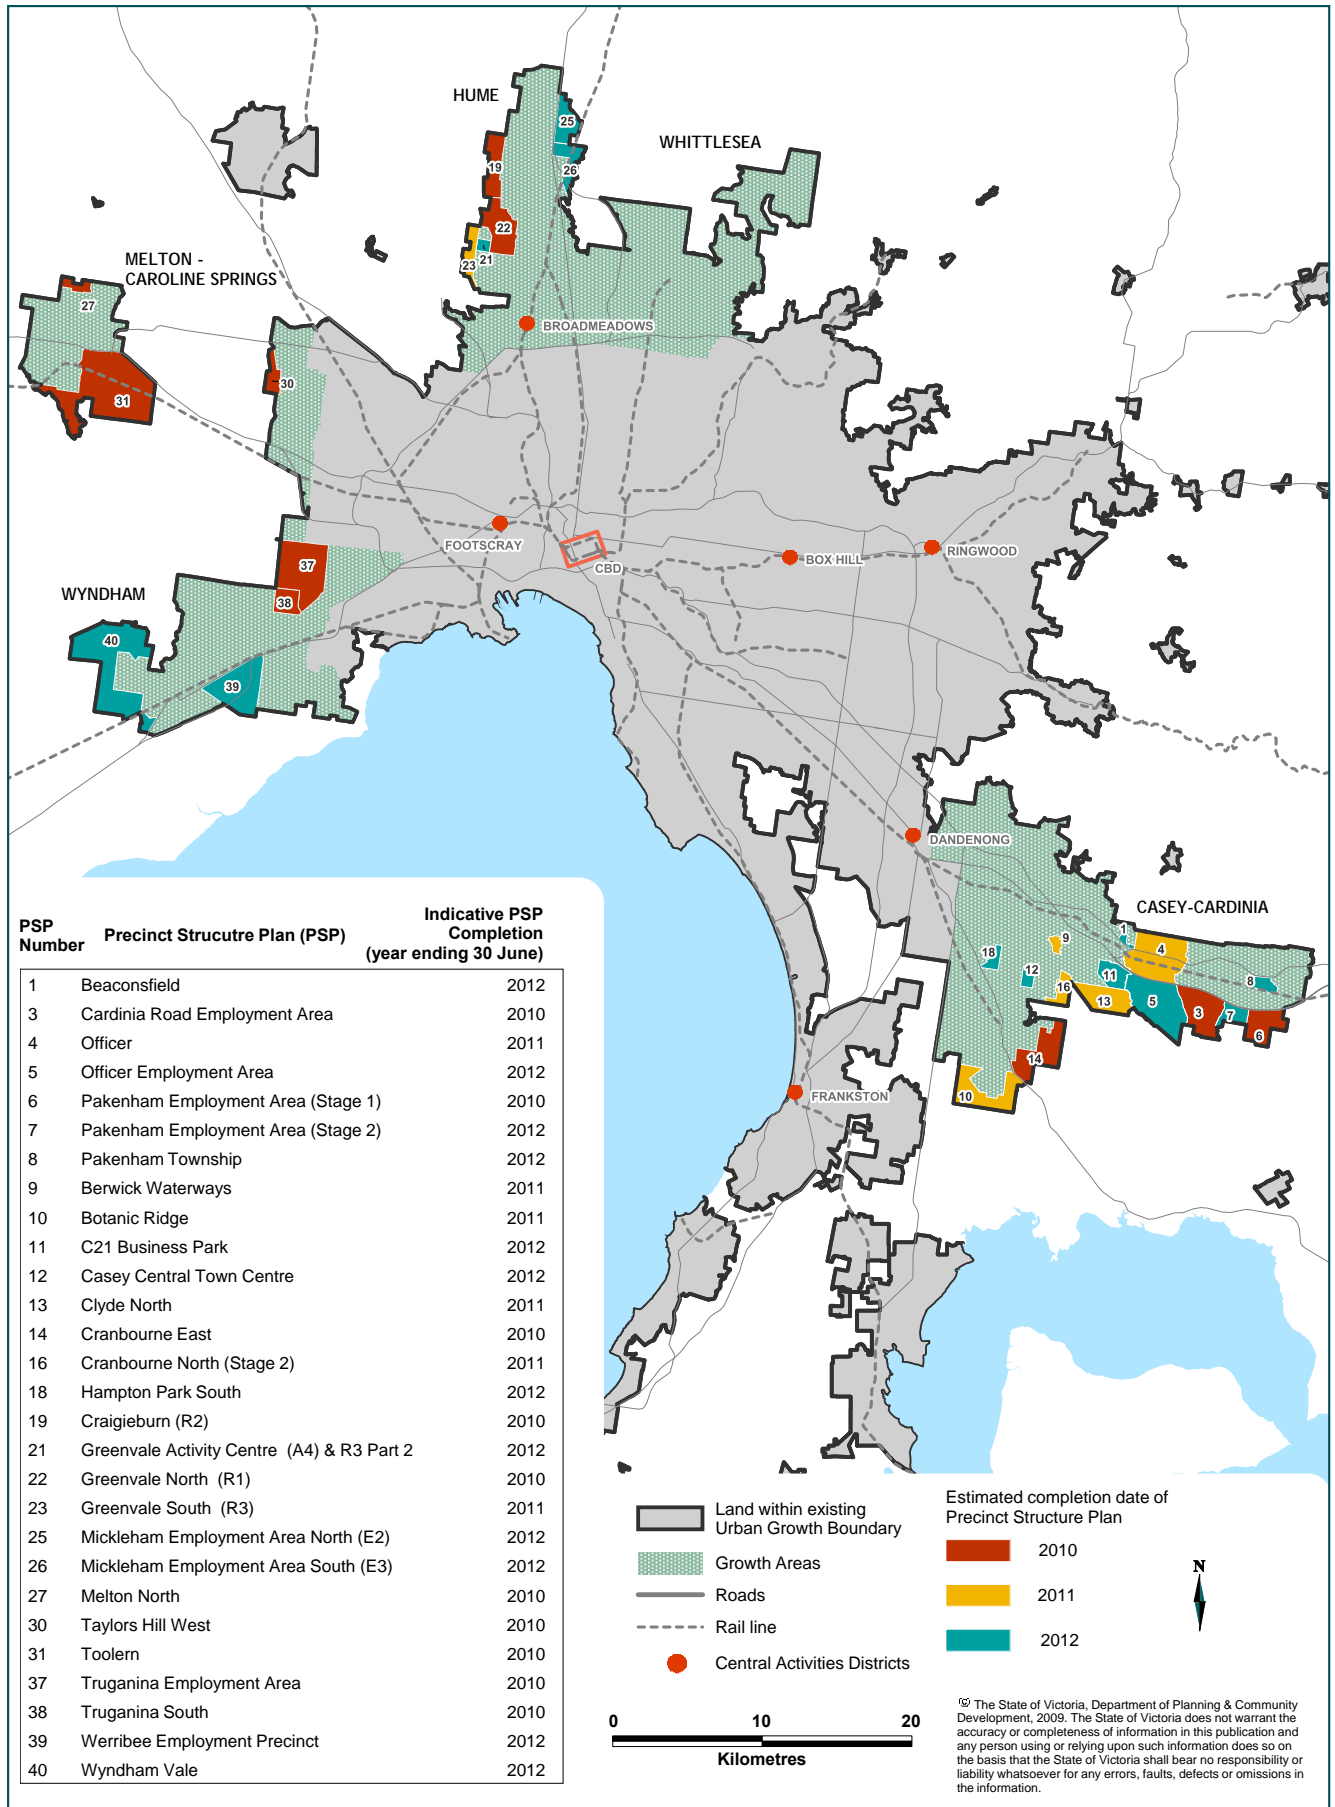 HUME
WHITTLESEA
25
19
26
22
21
23
MELTON -
CAROLINE SPRINGS
27
BROADMEADOWS
30
31
FOOTSCRAY
CBD
BOX HILL
RINGWOOD
37
38
WYNDHAM
40
39
DANDENONG
CASEY-CARDINIA
1
9
4
18
12
11
8
16
13
5
3
7
6
14
10
FRANKSTON
PSP Number
Precinct Strucutre Plan (PSP)
Indicative PSP
Completion
(year ending 30 June)
1 Beaconsfield 2012
3 Cardinia Road Employment Area 2010
4 Officer 2011
5 Officer Employment Area 2012
6 Pakenham Employment Area (Stage 1) 2010
7 Pakenham Employment Area (Stage 2) 2012
8 Pakenham Township 2012
9 Berwick Waterways 2011
10 Botanic Ridge 2011
11 C21 Business Park 2012
12 Casey Central Town Centre 2012
13 Clyde North 2011
14 Cranbourne East 2010
16 Cranbourne North (Stage 2) 2011
18 Hampton Park South 2012
19 Craigieburn (R2) 2010
21 Greenvale Activity Centre (A4) & R3 Part 2 2012
22 Greenvale North (R1) 2010
23 Greenvale South (R3) 2011
25 Mickleham Employment Area North (E2) 2012
26 Mickleham Employment Area South (E3) 2012
27 Melton North 2010
30 Taylors Hill West 2010
31 Toolern 2010
37 Truganina Employment Area 2010
38 Truganina South 2010
39 Werribee Employment Precinct 2012
40 Wyndham Vale 2012
Land within existing
Urban Growth Boundary
Growth Areas
Roads
Rail line
Central Activities Districts
Estimated completion date of
Precinct Structure Plan
2010
2011
2012
N
0 10 20
Kilometres
© The State of Victoria, Department of Planning & Community
Development, 2009. The State of Victoria does not warrant the
accuracy or completeness of information in this publication and
any person using or relying upon such information does so on
the basis that the State of Victoria shall bear no responsibility or
liability whatsoever for any errors, faults, defects or omissions in
the information.